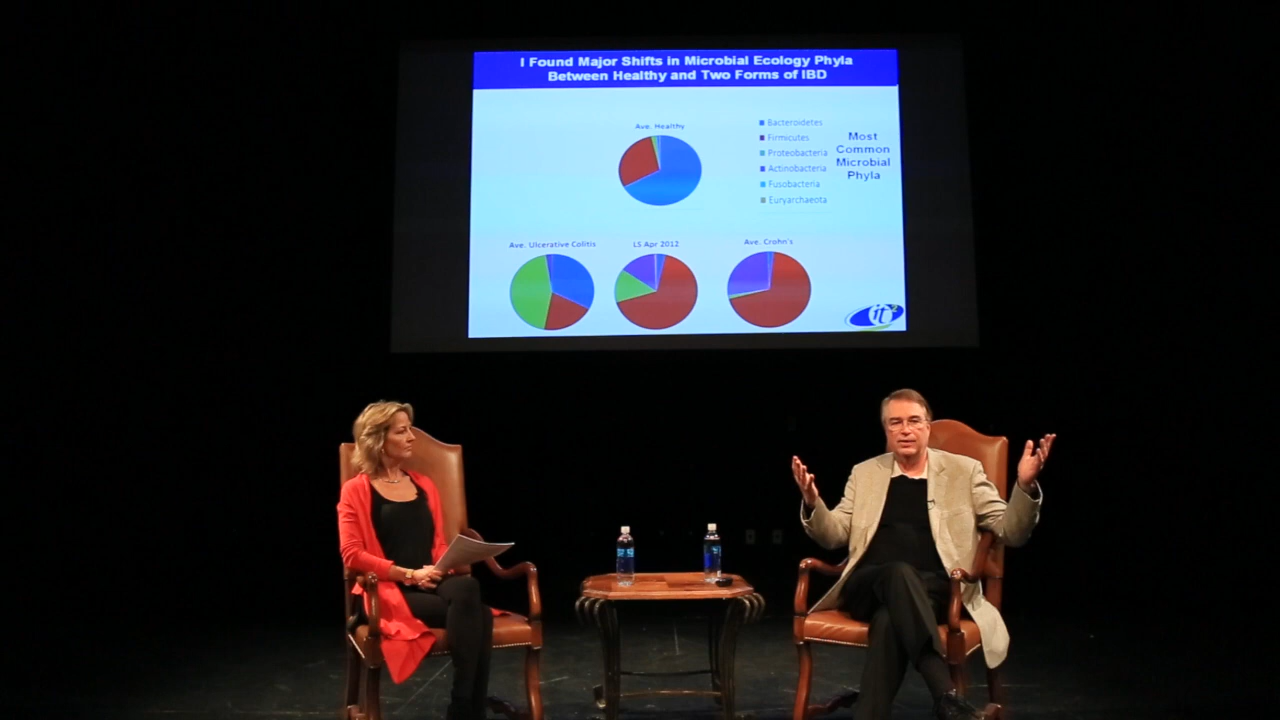 I Found Major Shifts in Microbial Ecology Phyla
Between Healthy and Two Forms of IBD
Ave. Healthy
Bacteroidetes
Firmicutes
Proteobacteria
Actinobacteria
Fusobacteria
Euryarchaeota
Most
Common
Microbial
Phyla
Ave. Ulcerative Colitis
LS Apr 2012
Ave. Crohn's
it2